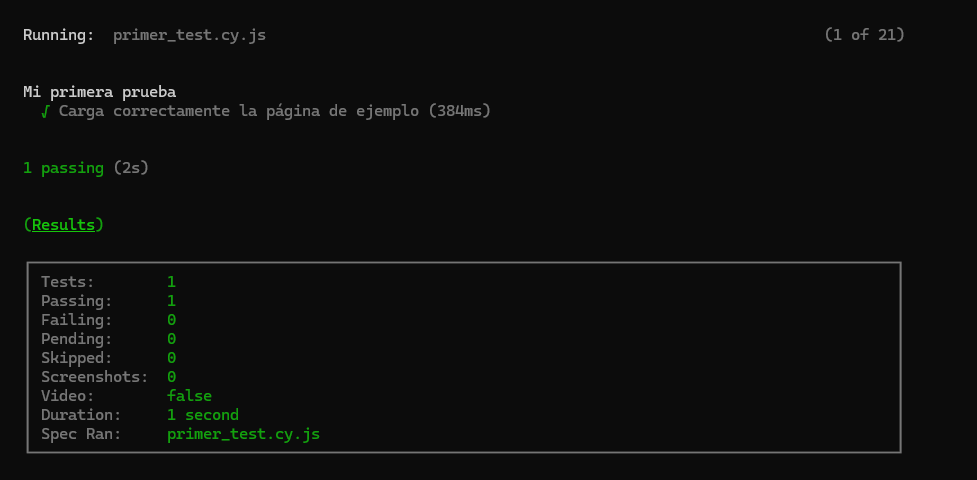 Running: primer_test.cy.js (1 of 21)
Mi primera prueba
√ Carga correctamente la página de ejemplo (384ms)
1 passing (2s)
(Results)
Tests: 1
Passing: 1
Failing: 0
Pending: 0
Skipped: 0
Screenshots: 0
Video: false
Duration: 1 second
Spec Ran: primer_test.cy.js